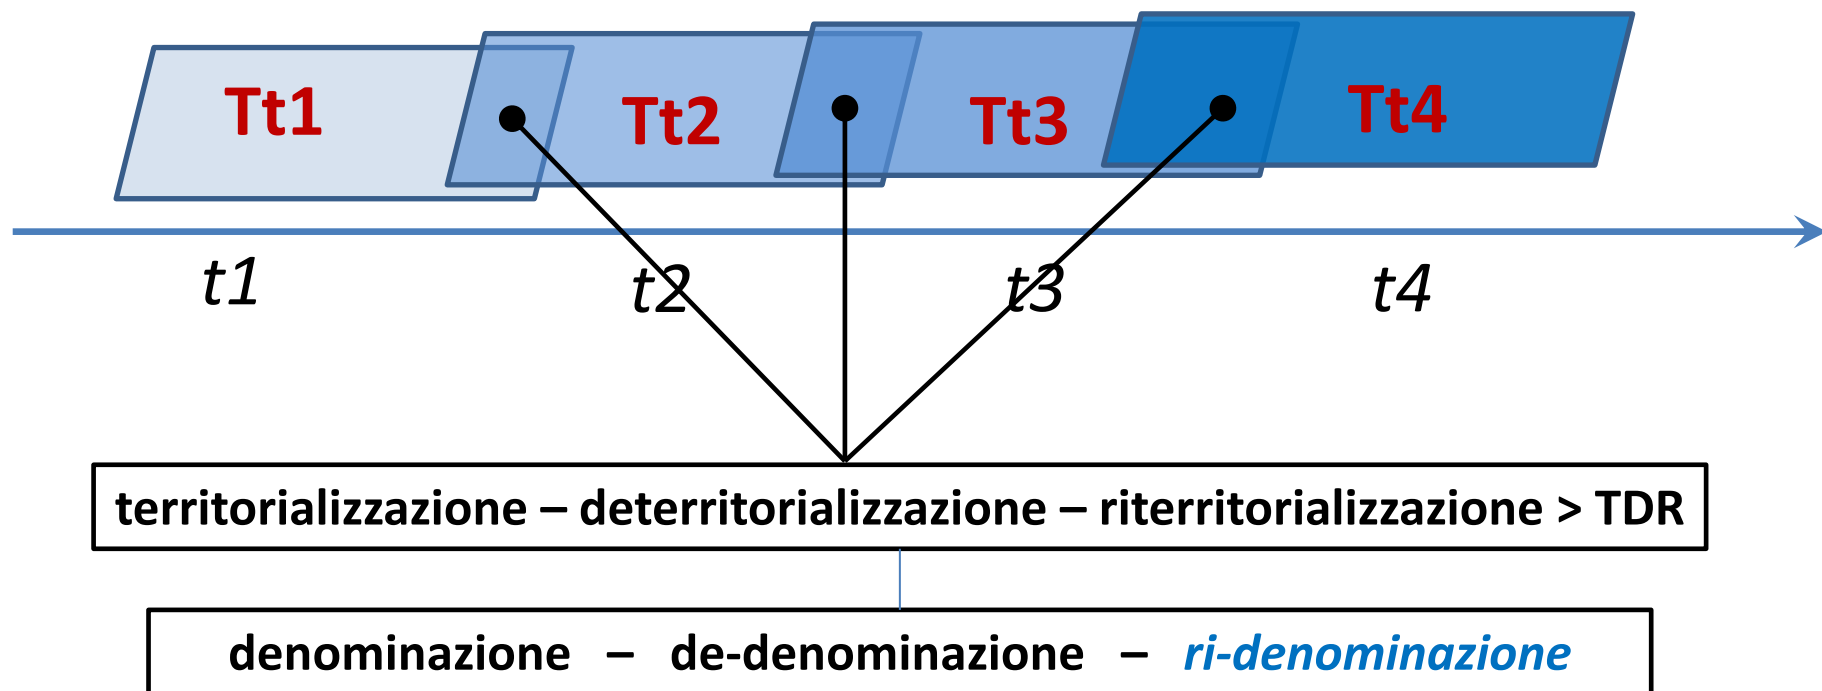 Tt1 Tt2 Tt3 Tt4
t1 t2 t3 t4
territorializzazione – deterritorializzazione – riterritorializzazione > TDR
denominazione – de-denominazione – ri-denominazione